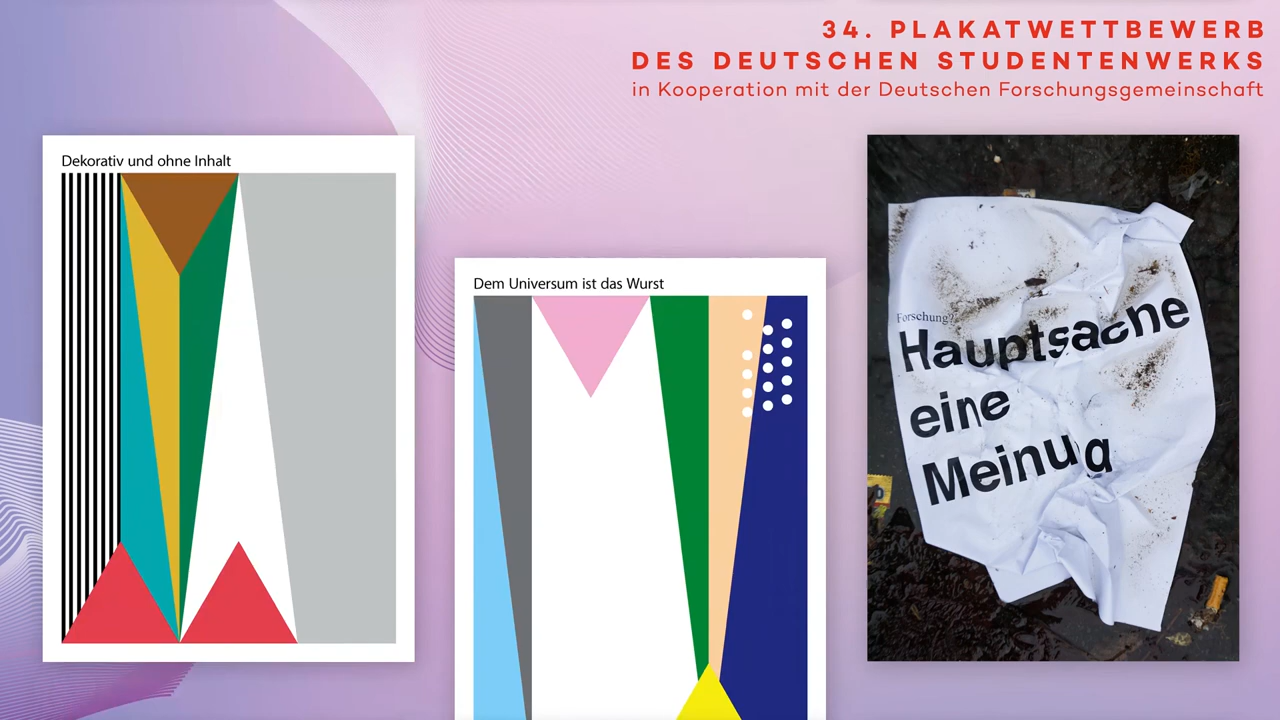 34. PLAKATWETTBEWERB
DES DEUTSCHEN STUDENTENWERKS
in Kooperation mit der Deutschen Forschungsgemeinschaft
Dekorativ und ohne Inhalt
Dem Universum ist das Wurst
Forschung?
Hauptsache
eine
Meinung